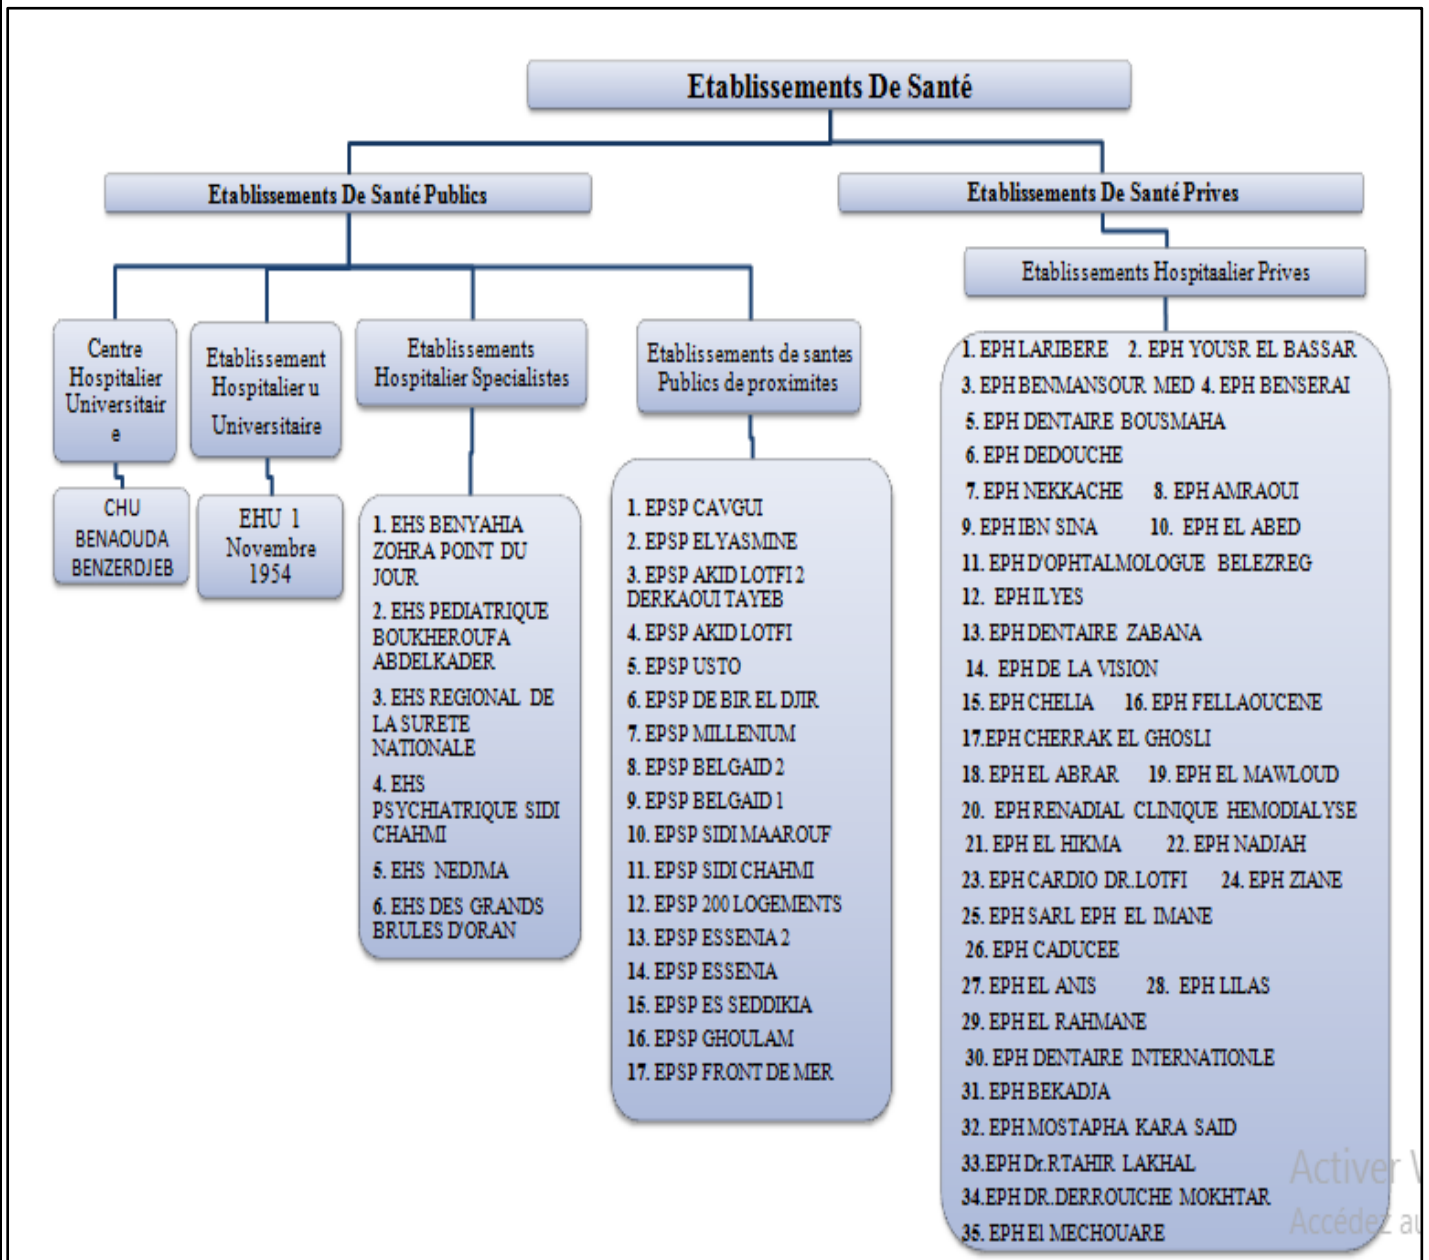 Etablissements De Santé
Etablissements De Santé Publics
Etablissements De Santé Prives
Etablissements Hospitaalier Prives
Centre
Hospitalier
Universitair
e
Etablissement
Hospitalier u
Universitaire
Etablissements
Hospitalier Specialistes
Etablissements de santes
Publics de proximites
CHU
BENAOUDA
BENZERDJEB
EHU 1
Novembre
1954
1. EHS BENYAHIA
ZOHRA POINT DU
JOUR
2. EHS PEDIATRIQUE
BOUKHEROUFA
ABDELKADER
3. EHS REGIONAL DE
LA SURETE
NATIONALE
4. EHS
PSYCHIATRIQUE SIDI
CHAHMI
5. EHS NEDJMA
6. EHS DES GRANDS
BRULES D'ORAN
1. EPSP CAVGUI
2. EPSP ELYASMINE
3. EPSP AKID LOTFI 2
DERKAOUI TAYEB
4. EPSP AKID LOTFI
5. EPSP USTO
6. EPSP DE BIR EL DJIR
7. EPSP MILLENIUM
8. EPSP BELGAID 2
9. EPSP BELGAID 1
10. EPSP SIDI MAAROUF
11. EPSP SIDI CHAHMI
12. EPSP 200 LOGEMENTS
13. EPSP ESSENIA 2
14. EPSP ESSENIA
15. EPSP ES SEDDIKIA
16. EPSP GHOULAM
17. EPSP FRONT DE MER
1. EPH LARIBERE 2. EPH YOUSR EL BASSAR
3. EPH BENMANSOUR MED 4. EPH BENSERAI
5. EPH DENTAIRE BOUSMAHA
6. EPH DEDOUCHE
7. EPH NEKKACHE 8. EPH AMRAOUI
9. EPH IBN SINA 10. EPH EL ABED
11. EPH D'OPHTALMOLOGUE BELEZREG
12. EPH ILYES
13. EPH DENTAIRE ZABANA
14. EPH DE LA VISION
15. EPH CHELIA 16. EPH FELLAOUCENE
17.EPH CHERRAK EL GHOSLI
18. EPH EL ABRAR 19. EPH EL MAWLOUD
20. EPH RENADIAL CLINIQUE HEMODIALYSE
21. EPH EL HIKMA 22. EPH NADJAH
23. EPH CARDIO DR.LOTFI 24. EPH ZIANE
25. EPH SARL EPH EL IMANE
26. EPH CADUCEE
27. EPH EL ANIS 28. EPH LILAS
29. EPH EL RAHMANE
30. EPH DENTAIRE INTERNATIONLE
31. EPH BEKADJA
32. EPH MOSTAPHA KARA SAID
33.EPH Dr.RTAHIR LAKHAL
34.EPH DR.DERROUICHE MOKHTAR
35. EPH El MECHOUARE
Activer
Accédez au